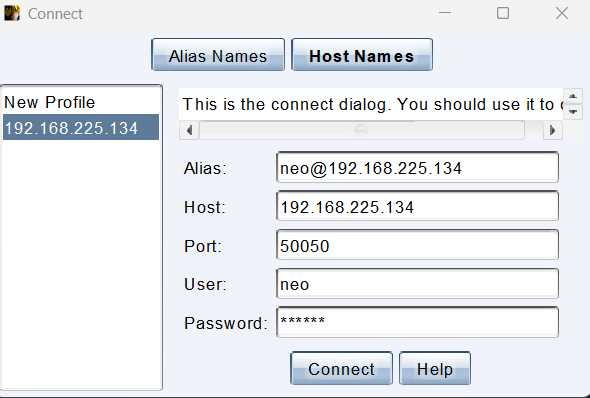 Connect
Alias Names Host Names
New Profile
192.168.225.134
This is the connect dialog. You should use it to
Alias: neo@192.168.225.134
Host: 192.168.225.134
Port: 50050
User: neo
Password: ******
Connect Help